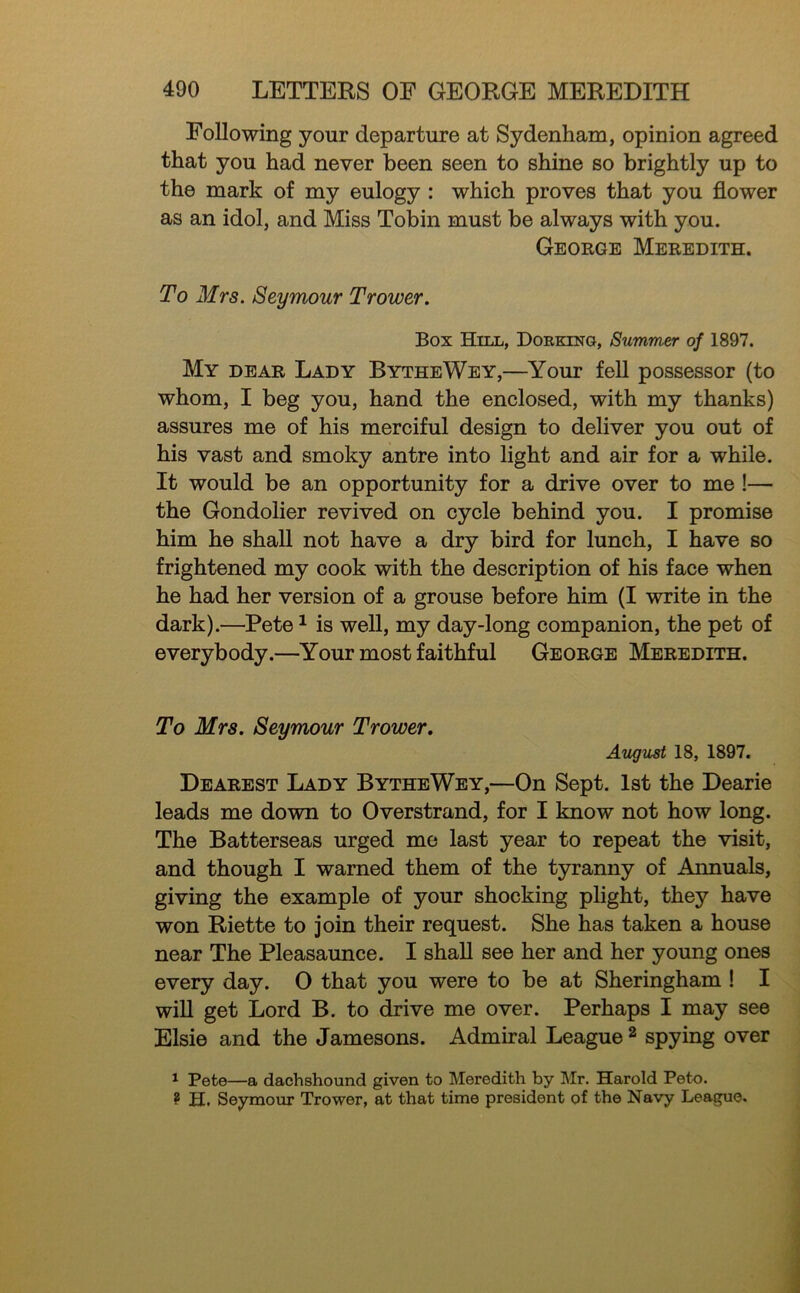 490 LETTERS OF GEORGE MEREDITH
Following your departure at Sydenham, opinion agreed
that you had never been seen to shine so brightly up to
the mark of my eulogy : which proves that you flower
as an idol, and Miss Tobin must be always with you.
George Meredith.
To Mrs. Seymour Trower.
Box Hill, Dorking, Summer of 1897.
My dear Lady BytheWey,—Your fell possessor (to
whom, I beg you, hand the enclosed, with my thanks)
assures me of his merciful design to deliver you out of
his vast and smoky antre into light and air for a while.
It would be an opportunity for a drive over to me !—
the Gondolier revived on cycle behind you. I promise
him he shall not have a dry bird for lunch, I have so
frightened my cook with the description of his face when
he had her version of a grouse before him (I write in the
dark).—Pete ¹ is well, my day-long companion, the pet of
everybody.—Your most faithful George Meredith.
To Mrs. Seymour Trower.
August 18, 1897.
Dearest Lady BytheWey,—On Sept. 1st the Dearie
leads me down to Overstrand, for I know not how long.
The Batterseas urged me last year to repeat the visit,
and though I warned them of the tyranny of Annuals,
giving the example of your shocking plight, they have
won Riette to join their request. She has taken a house
near The Pleasaunce. I shall see her and her young ones
every day. O that you were to be at Sheringham ! I
will get Lord B. to drive me over. Perhaps I may see
Elsie and the Jamesons. Admiral League ² spying over
¹ Pete—a dachshound given to Meredith by Mr. Harold Peto.
² H. Seymour Trower, at that time president of the Navy League.